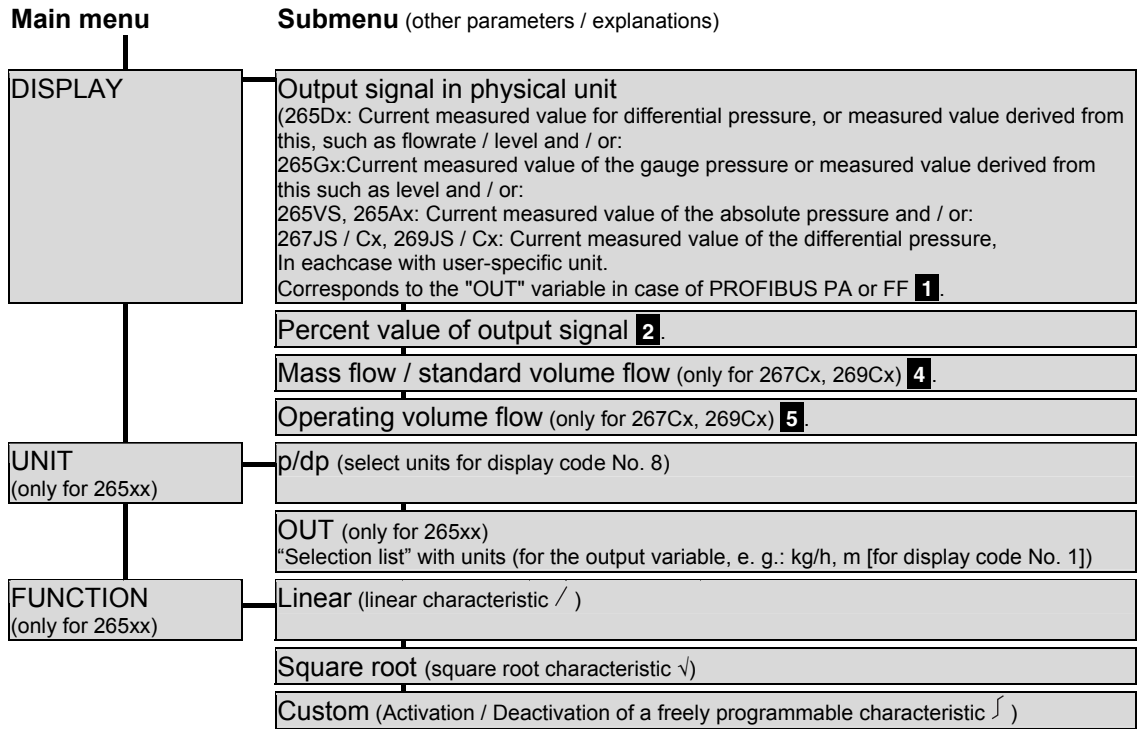 Main menu
Submenu (other parameters / explanations)
DISPLAY
Output signal in physical unit
(265Dx: Current measured value for differential pressure, or measured value derived from
this, such as flowrate / level and / or:
265Gx:Current measured value of the gauge pressure or measured value derived from
this such as level and / or:
265VS, 265Ax: Current measured value of the absolute pressure and / or:
267JS / Cx, 269JS / Cx: Current measured value of the differential pressure,
In eachcase with user-specific unit.
Corresponds to the "OUT" variable in case of PROFIBUS PA or FF 1.
Percent value of output signal 2.
Mass flow / standard volume flow (only for 267Cx, 269Cx) 4.
Operating volume flow (only for 267Cx, 269Cx) 5.
UNIT
(only for 265xx)
p/dp (select units for display code No. 8)
OUT (only for 265xx)
“Selection list” with units (for the output variable, e. g.: kg/h, m [for display code No. 1])
FUNCTION
(only for 265xx)
Linear (linear characteristic ∕ )
Square root (square root characteristic √)
Custom (Activation / Deactivation of a freely programmable characteristic ∫ )